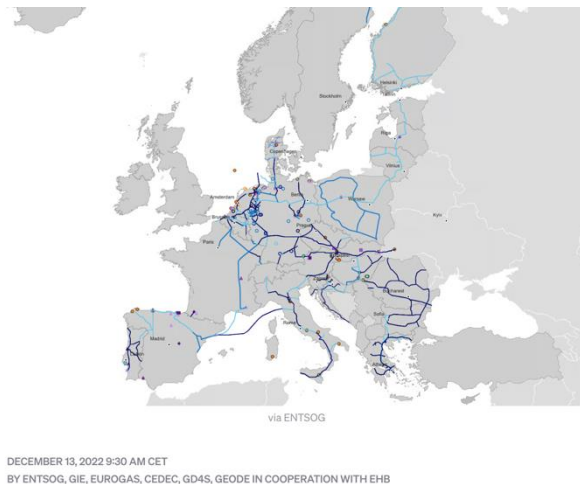 Helsinki
Stockholm
Riga
Vilnius
Copenhagen
Amsterdam
Berlin
Warsaw
Kyiv
Prague
Paris
Bucharest
Sofia
Rome
Madrid
via ENTSOG
DECEMBER 13, 2022 9:30 AM CET
BY ENTSOG, GIE, EUROGAS, CEDEC, GD4S, GEODE IN COOPERATION WITH EHB